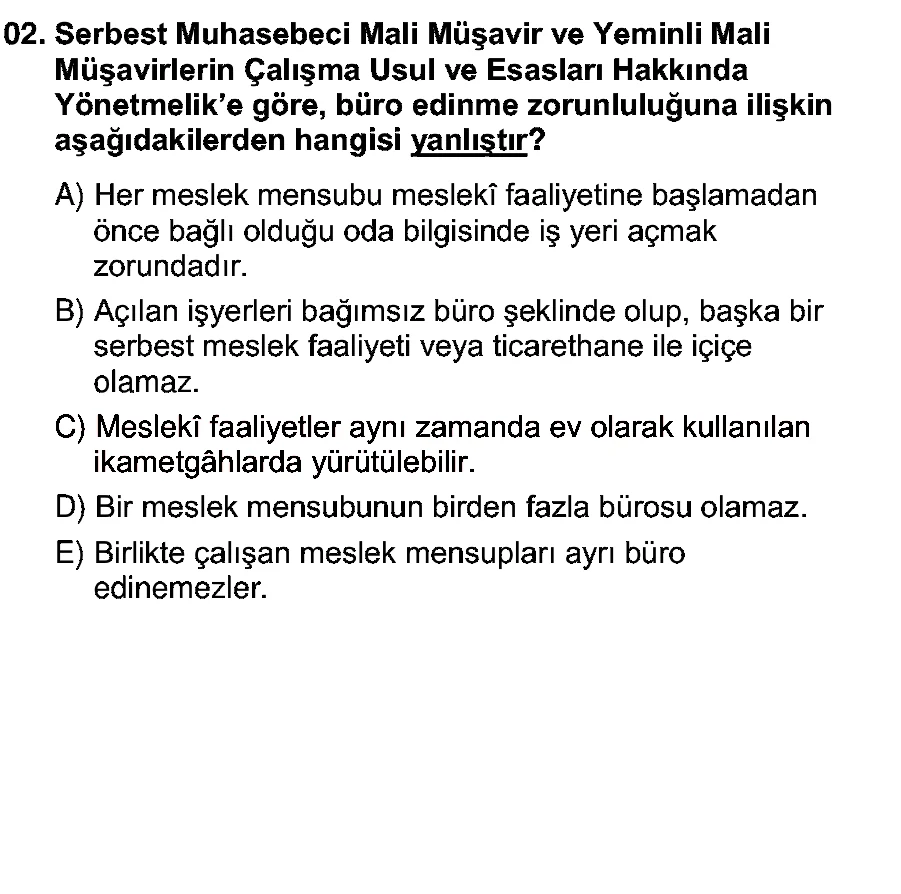 02. Serbest Muhasebeci Mali Müşavir ve Yeminli Mali
Müşavirlerin Çalışma Usul ve Esasları Hakkında
Yönetmelik’e göre, büro edinme zorunluluğuna ilişkin
aşağıdakilerden hangisi yanlıştır?
A) Her meslek mensubu meslekî faaliyetine başlamadan
önce bağlı olduğu oda bilgisinde iş yeri açmak
zorundadır.
B) Açılan işyerleri bağımsız büro şeklinde olup, başka bir
serbest meslek faaliyeti veya ticarethane ile içiçe
olamaz.
C) Meslekî faaliyetler aynı zamanda ev olarak kullanılan
ikametgâhlarda yürütülebilir.
D) Bir meslek mensubunun birden fazla bürosu olamaz.
E) Birlikte çalışan meslek mensupları ayrı büro
edinemezler.